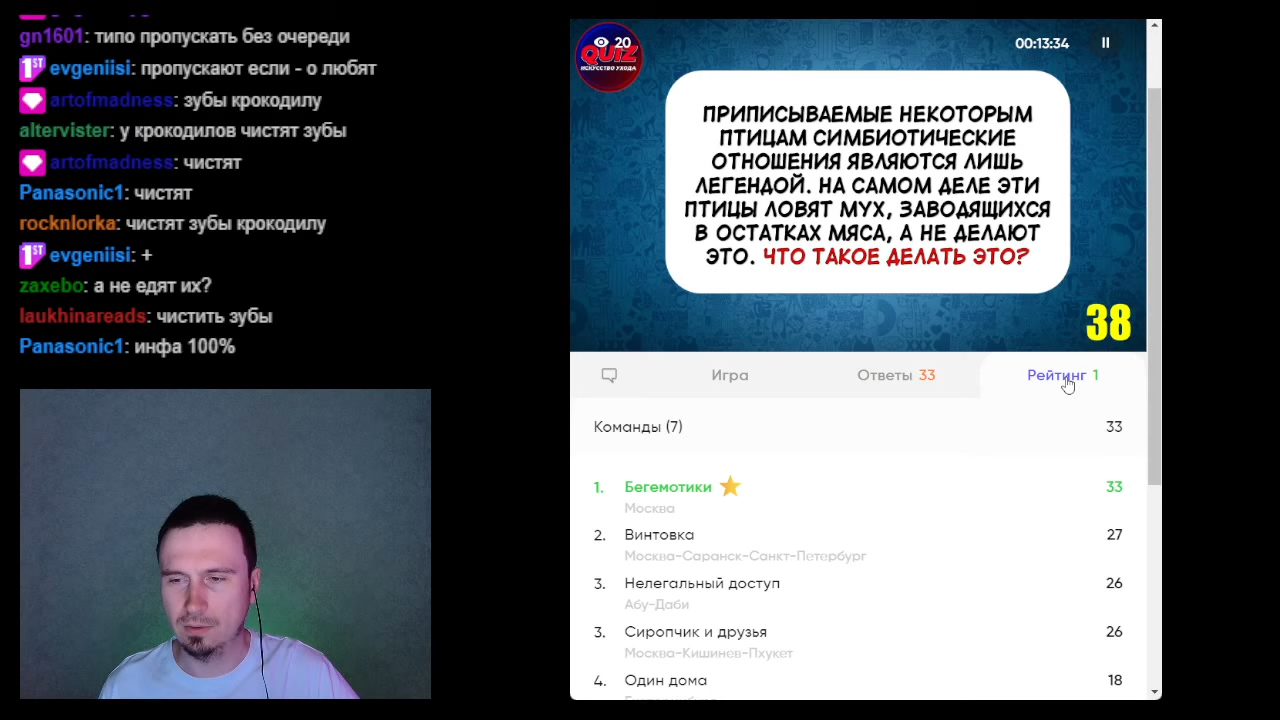 gn1601: типо пропускать без очереди
1ST evgeniisi: пропускают если - о любят
artofmadness: зубы крокодилу
altervister: у крокодилов чистят зубы
artofmadness: чистят
Panasonic1: чистят
rocknlorka: чистят зубы крокодилу
1ST evgeniisi: +
zaxebo: а не едят их?
laukhinareads: чистить зубы
Panasonic1: инфа 100%
20
QUIZ
ИСКУССТВО УХОДА
00:13:34
ПРИПИСЫВАЕМЫЕ НЕКОТОРЫМ
ПТИЦАМ СИМБИОТИЧЕСКИЕ
ОТНОШЕНИЯ ЯВЛЯЮТСЯ ЛИШЬ
ЛЕГЕНДОЙ. НА САМОМ ДЕЛЕ ЭТИ
ПТИЦЫ ЛОВЯТ МУХ, ЗАВОДЯЩИХСЯ
В ОСТАТКАХ МЯСА, А НЕ ДЕЛАЮТ
ЭТО. ЧТО ТАКОЕ ДЕЛАТЬ ЭТО?
38
Игра Ответы 33 Рейтинг 1
Команды (7) 33
1. Бегемотики 33
Москва
2. Винтовка 27
Москва-Саранск-Санкт-Петербург
3. Нелегальный доступ 26
Абу-Даби
3. Сиропчик и друзья 26
Москва-Кишинев-Пхукет
4. Один дома 18